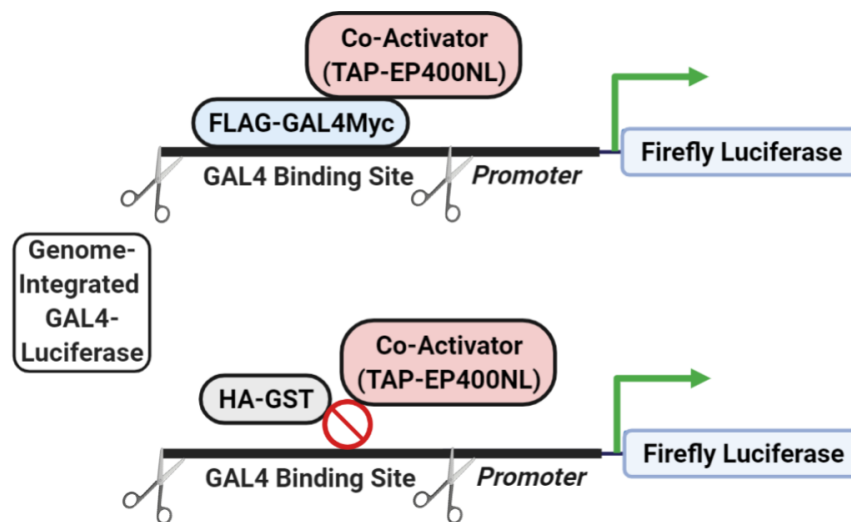 Co-Activator
(TAP-EP400NL)
FLAG-GAL4Myc
Firefly Luciferase
GAL4 Binding Site
Promoter
Genome-
Integrated
GAL4-
Luciferase
Co-Activator
(TAP-EP400NL)
HA-GST
Firefly Luciferase
GAL4 Binding Site
Promoter